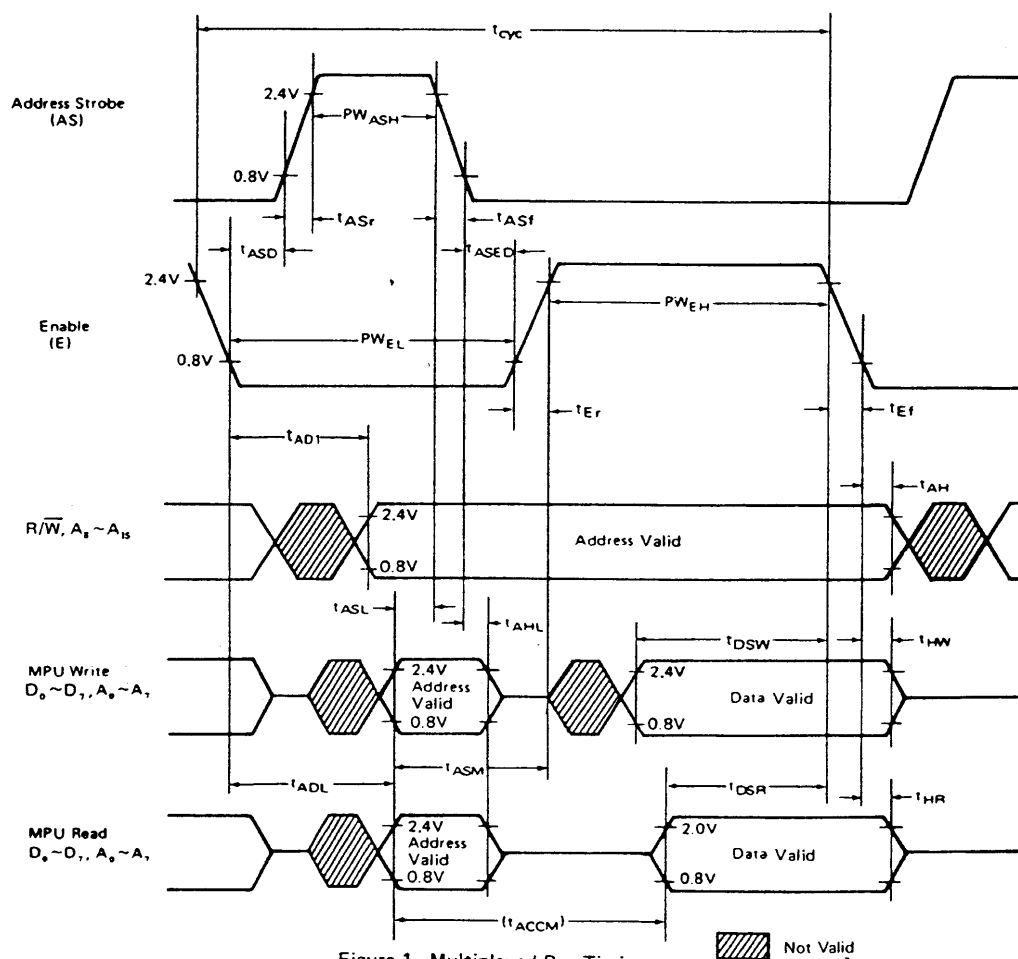 tcyc
Address Strobe
(AS)
2.4V
PWASH
0.8V
tASr
tASf
tASD
tASED
2.4V
Enable
(E)
PWEH
PWEL
0.8V
tEr
tEf
tAD1
tAH
R/W̅, A₈ ~ A₁₅
2.4V
Address Valid
0.8V
tASL
tAHL
tDSW
tHW
MPU Write
D₀ ~ D₇, A₀ ~ A₇
2.4V
Address
Valid
0.8V
2.4V
Data Valid
0.8V
tASM
tADL
tDSR
tHR
MPU Read
D₀ ~ D₇, A₀ ~ A₇
2.4V
Address
Valid
0.8V
2.0V
Data Valid
0.8V
(tACCM)
Not Valid